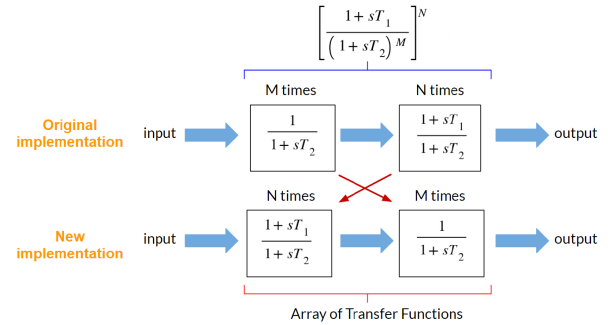 [ (1 + sT₁) / (1 + sT₂)ᴹ ]ᴺ
M times
N times
Original
implementation
input
1 / (1 + sT₂)
(1 + sT₁) / (1 + sT₂)
output
N times
M times
New
implementation
input
(1 + sT₁) / (1 + sT₂)
1 / (1 + sT₂)
output
Array of Transfer Functions